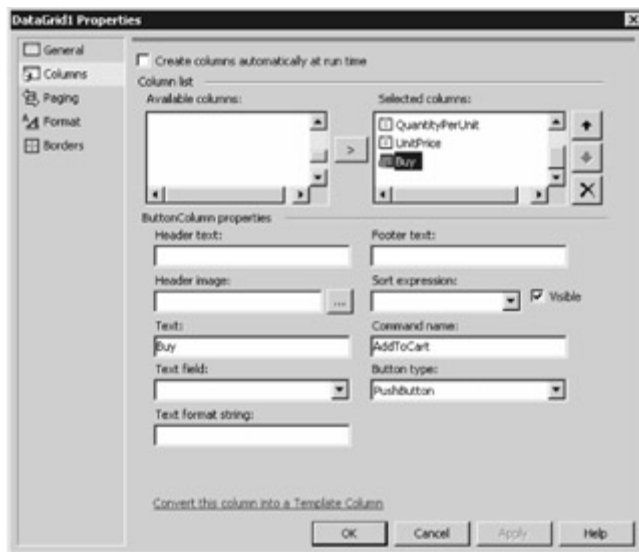 DataGrid1 Properties
General
Columns
Paging
Format
Borders
Create columns automatically at run time
Column list
Available columns:
Selected columns:
>
QuantityPerUnit
UnitPrice
Buy
ButtonColumn properties
Header text:
Footer text:
Header image:
Sort expression:
...
Visible
Text:
Command name:
Buy
AddToCart
Text field:
Button type:
PushButton
Text format string:
Convert this column into a Template Column
OK
Cancel
Apply
Help